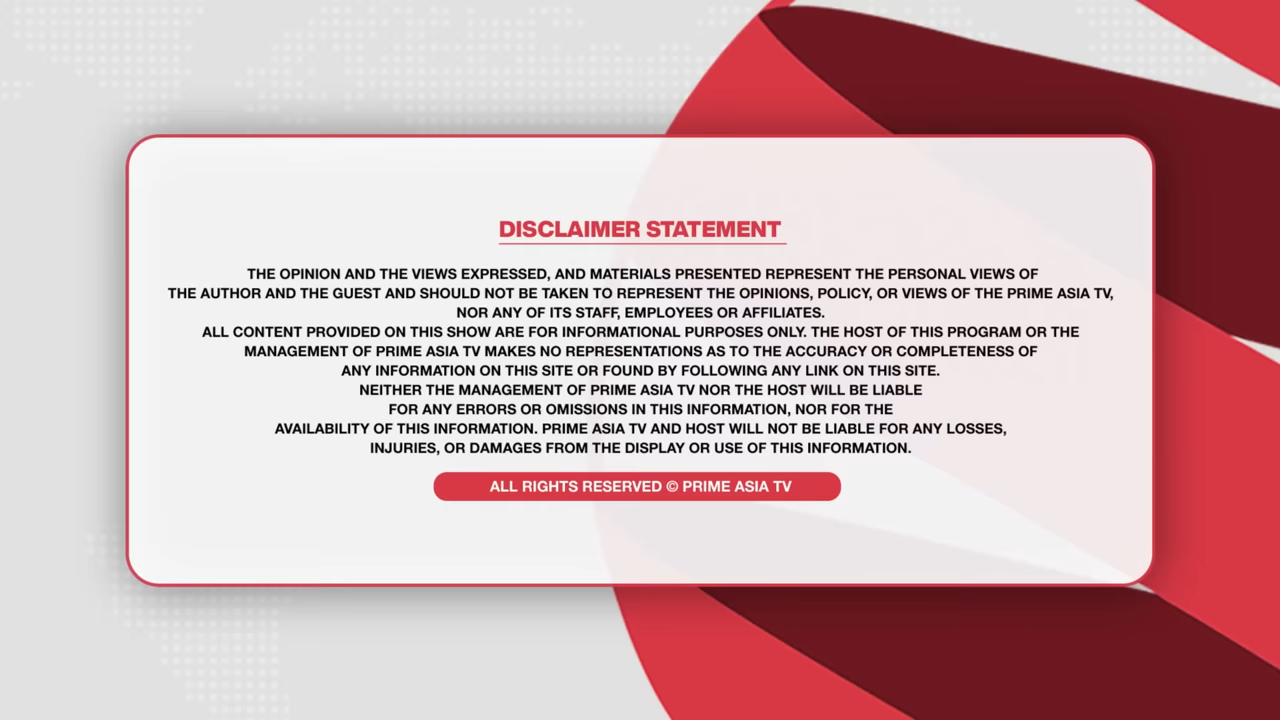 DISCLAIMER STATEMENT
THE OPINION AND THE VIEWS EXPRESSED, AND MATERIALS PRESENTED REPRESENT THE PERSONAL VIEWS OF
THE AUTHOR AND THE GUEST AND SHOULD NOT BE TAKEN TO REPRESENT THE OPINIONS, POLICY, OR VIEWS OF THE PRIME ASIA TV,
NOR ANY OF ITS STAFF, EMPLOYEES OR AFFILIATES.
ALL CONTENT PROVIDED ON THIS SHOW ARE FOR INFORMATIONAL PURPOSES ONLY. THE HOST OF THIS PROGRAM OR THE
MANAGEMENT OF PRIME ASIA TV MAKES NO REPRESENTATIONS AS TO THE ACCURACY OR COMPLETENESS OF
ANY INFORMATION ON THIS SITE OR FOUND BY FOLLOWING ANY LINK ON THIS SITE.
NEITHER THE MANAGEMENT OF PRIME ASIA TV NOR THE HOST WILL BE LIABLE
FOR ANY ERRORS OR OMISSIONS IN THIS INFORMATION, NOR FOR THE
AVAILABILITY OF THIS INFORMATION. PRIME ASIA TV AND HOST WILL NOT BE LIABLE FOR ANY LOSSES,
INJURIES, OR DAMAGES FROM THE DISPLAY OR USE OF THIS INFORMATION.
ALL RIGHTS RESERVED © PRIME ASIA TV